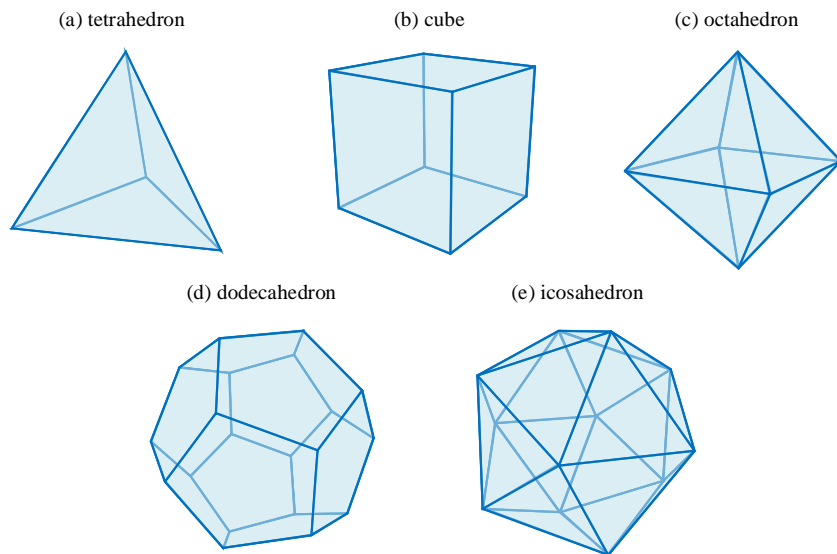 (a) tetrahedron
(b) cube
(c) octahedron
(d) dodecahedron
(e) icosahedron